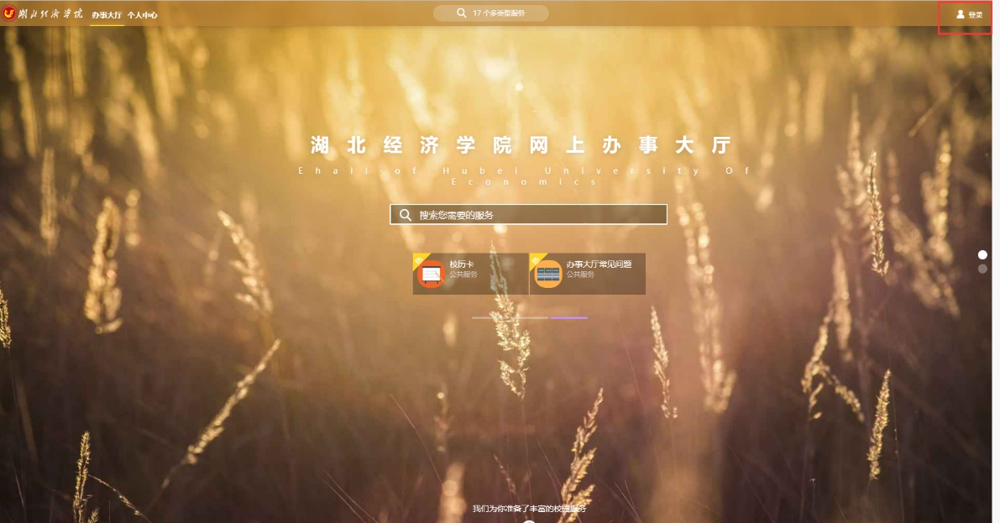 湖北经济学院 办事大厅 个人中心 17 个多类型服务 登录
湖北经济学院网上办事大厅
Ehall-of-Hubei University Of
Economics
搜索您需要的服务
校历卡 办事大厅常见问题
公共服务 公共服务
我们为你准备了丰富的校园服务